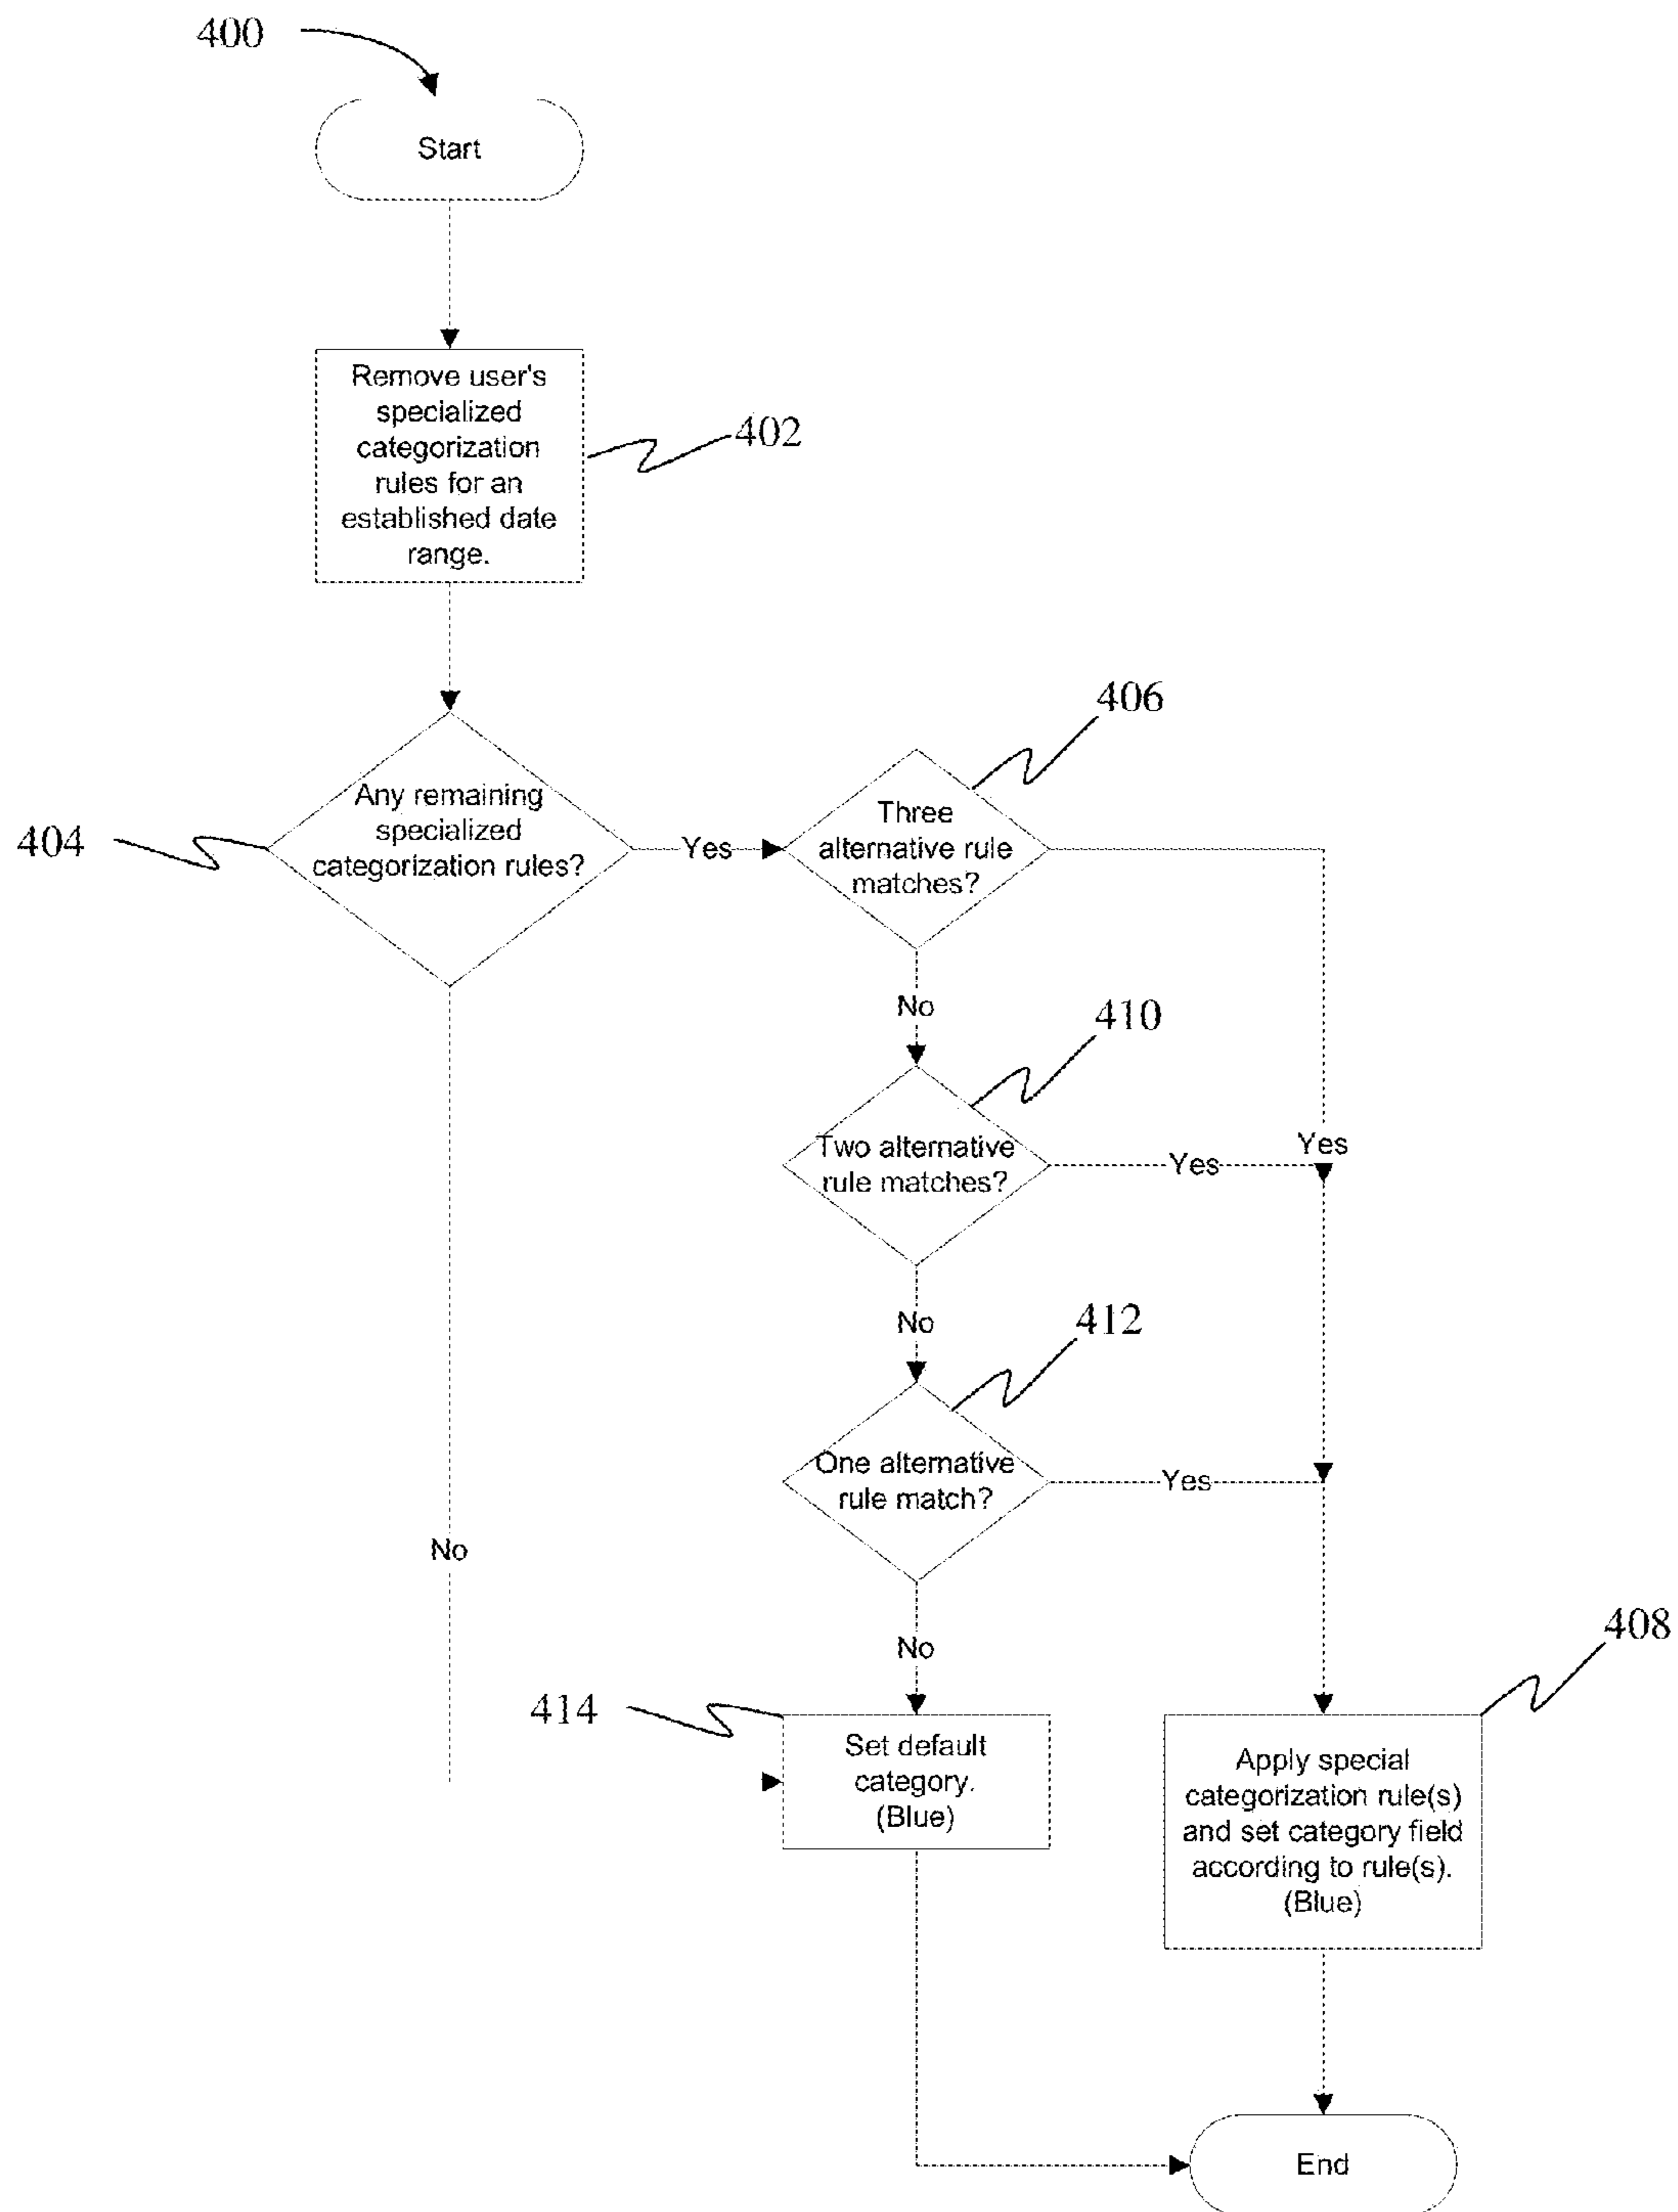 400
Start
Remove user's
specialized
categorization
rules for an
established date
range.
402
404
Any remaining
specialized
categorization rules?
Yes
406
Three
alternative rule
matches?
No
410
Two alternative
rule matches?
Yes
Yes
No
412
One alternative
rule match?
Yes
No
No
414
Set default
category.
(Blue)
408
Apply special
categorization rule(s)
and set category field
according to rule(s).
(Blue)
End